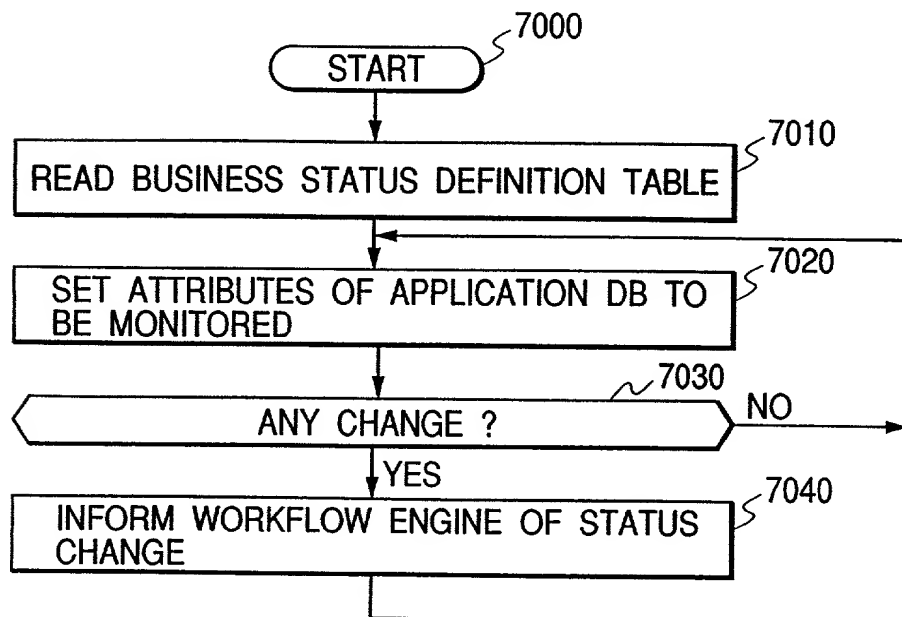 7000
START
7010
READ BUSINESS STATUS DEFINITION TABLE
7020
SET ATTRIBUTES OF APPLICATION DB TO
BE MONITORED
7030
ANY CHANGE ?
NO
YES
7040
INFORM WORKFLOW ENGINE OF STATUS
CHANGE